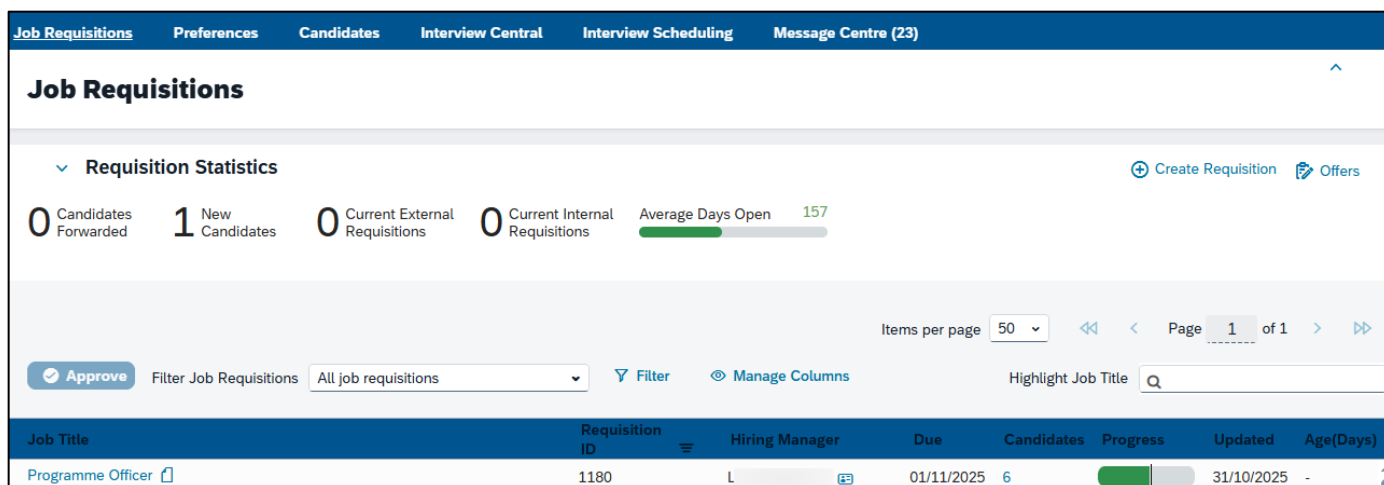 Job Requisitions Preferences Candidates Interview Central Interview Scheduling Message Centre (23)
Job Requisitions
Requisition Statistics
Create Requisition Offers
0 Candidates Forwarded 1 New Candidates 0 Current External Requisitions 0 Current Internal Requisitions Average Days Open 157
Items per page 50 Page 1 of 1
Approve Filter Job Requisitions All job requisitions Filter Manage Columns Highlight Job Title
Job Title Requisition ID Hiring Manager Due Candidates Progress Updated Age(Days)
Programme Officer 1180 L 01/11/2025 6 31/10/2025 -